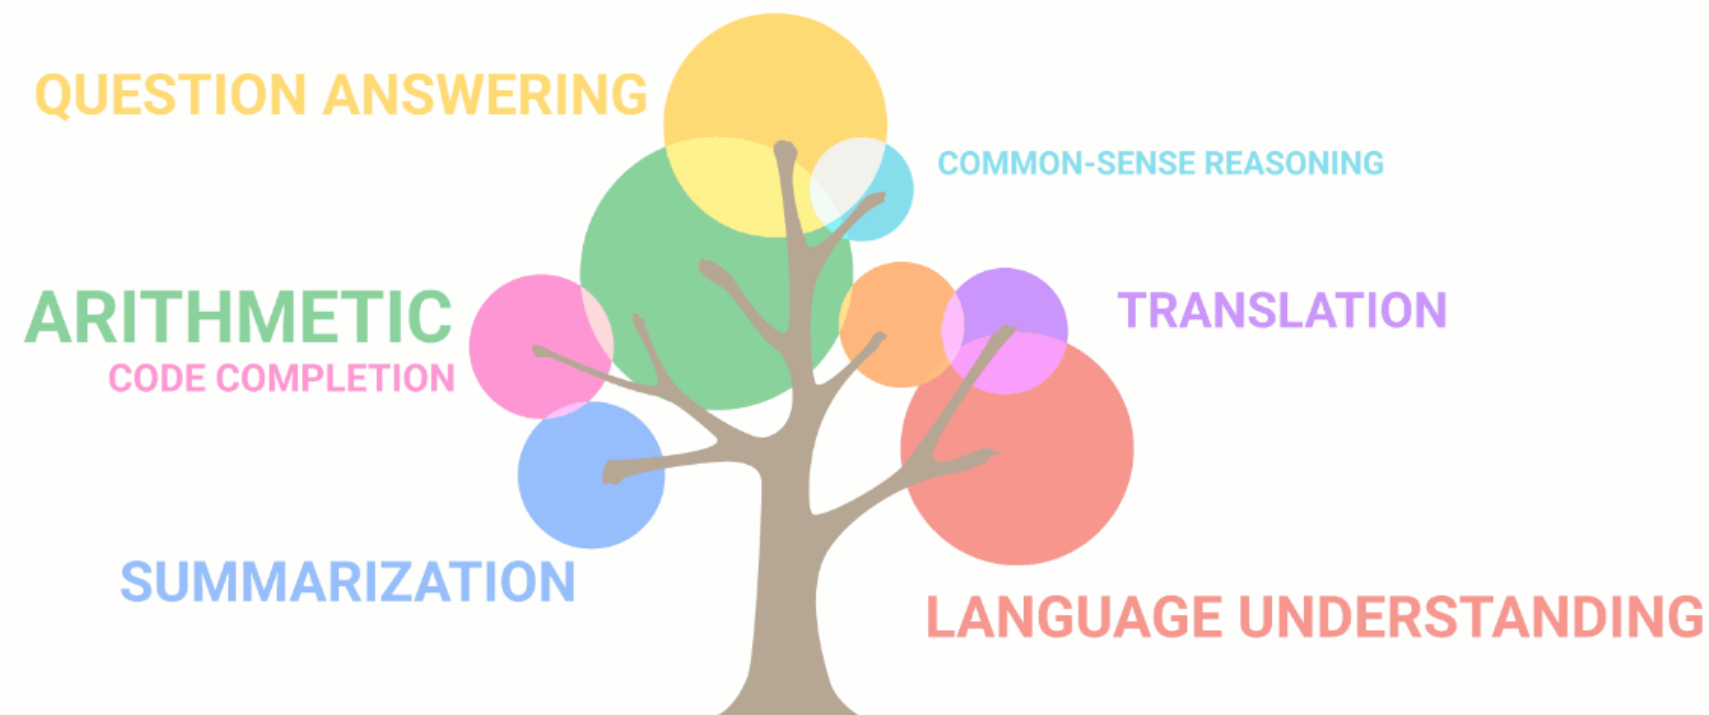 QUESTION ANSWERING
COMMON-SENSE REASONING
ARITHMETIC
CODE COMPLETION
TRANSLATION
SUMMARIZATION
LANGUAGE UNDERSTANDING